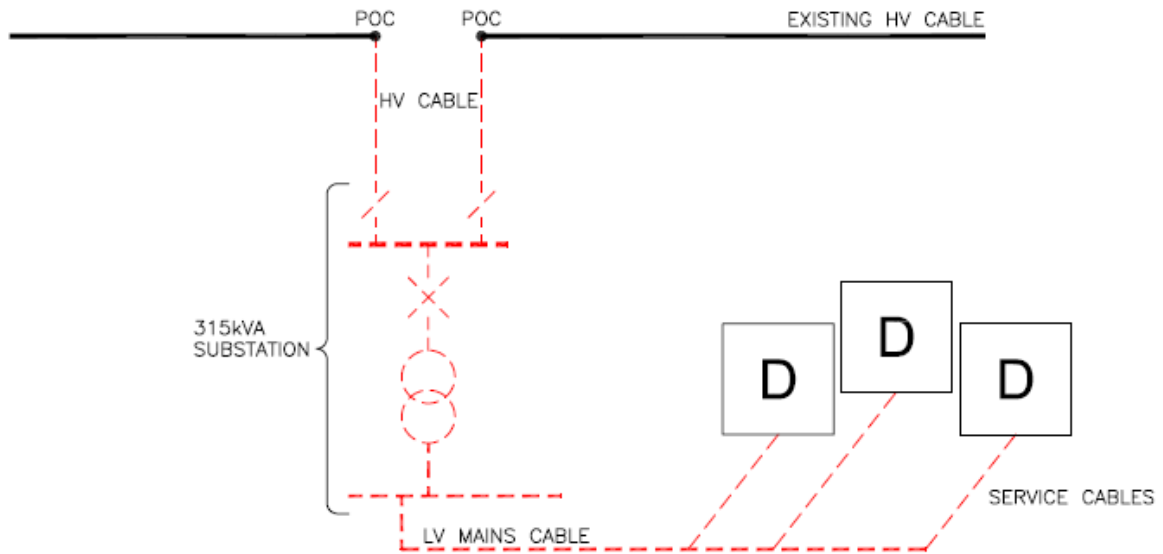 POC
POC
EXISTING HV CABLE
HV CABLE
315kVA
SUBSTATION
D
D
D
SERVICE CABLES
LV MAINS CABLE